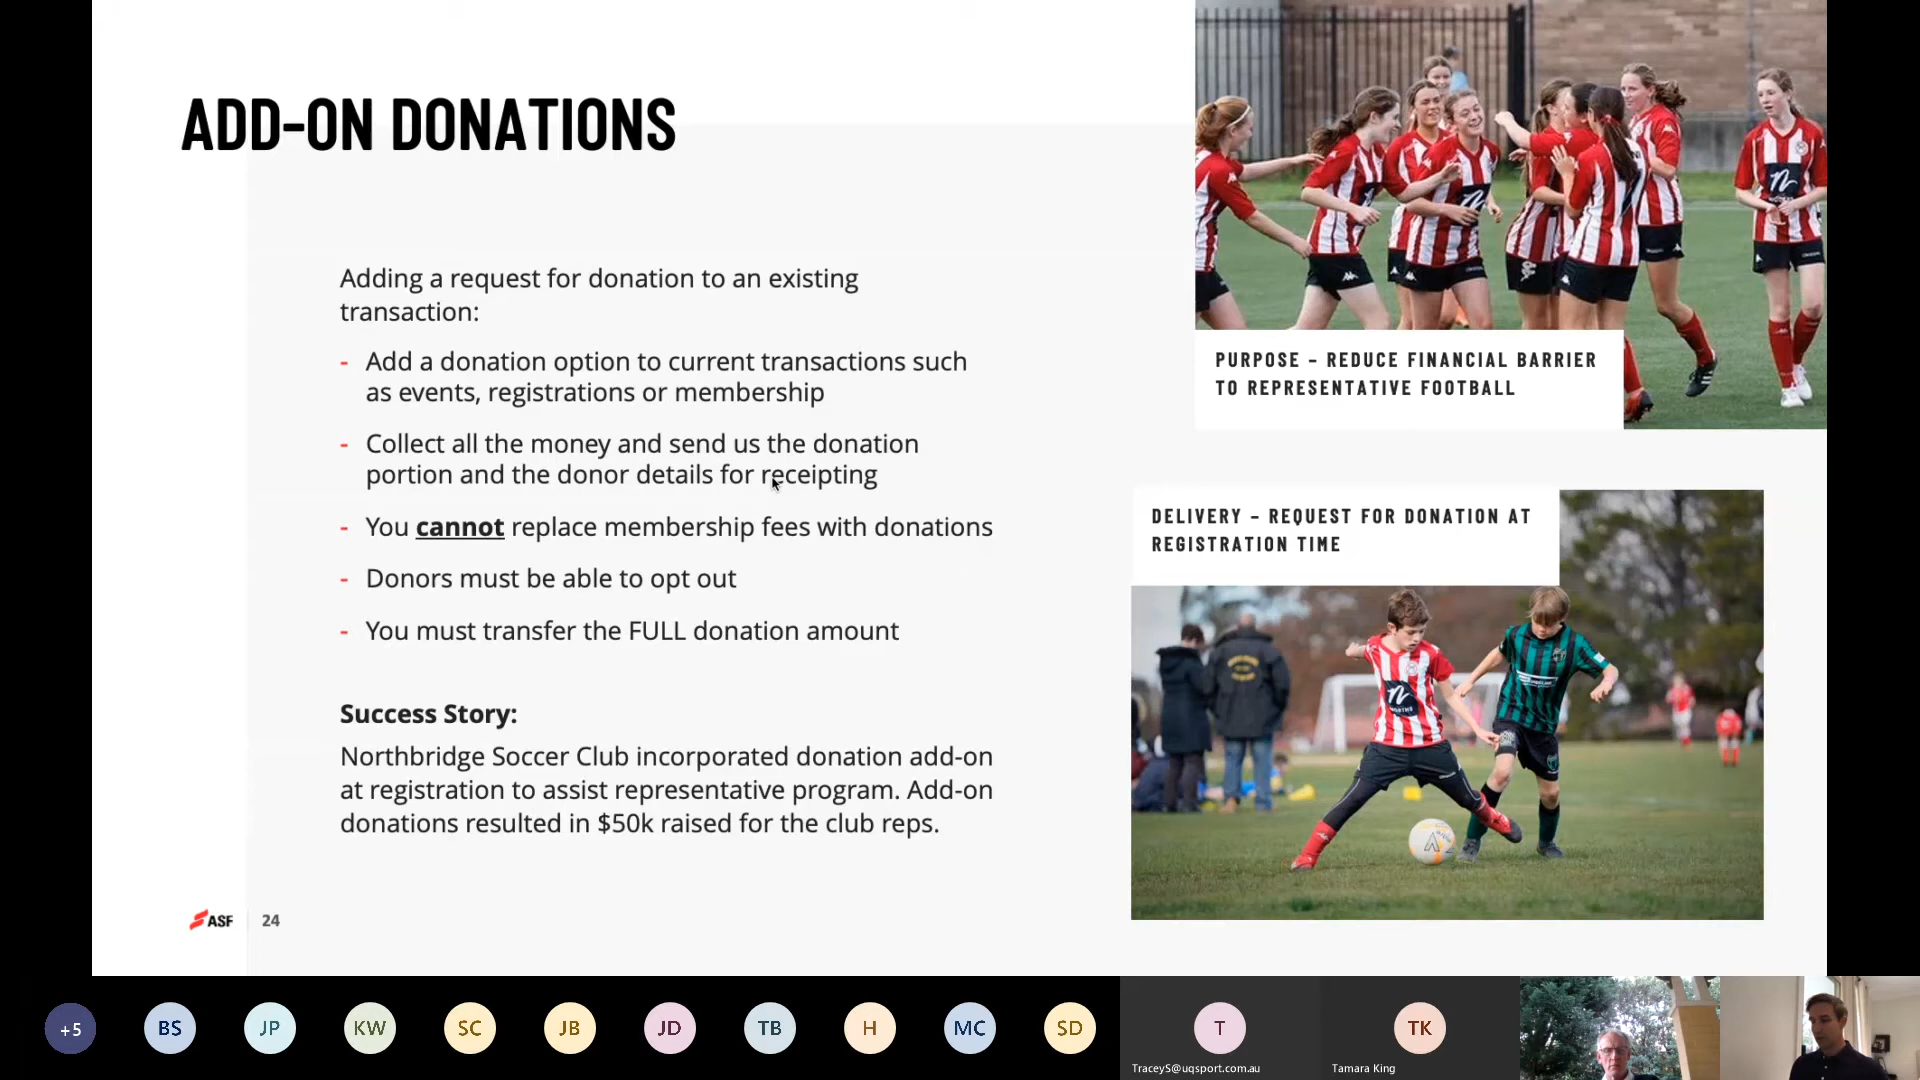 ADD-ON DONATIONS
Adding a request for donation to an existing
transaction:
- Add a donation option to current transactions such
as events, registrations or membership
- Collect all the money and send us the donation
portion and the donor details for receipting
- You cannot replace membership fees with donations
- Donors must be able to opt out
- You must transfer the FULL donation amount
Success Story:
Northbridge Soccer Club incorporated donation add-on
at registration to assist representative program. Add-on
donations resulted in $50k raised for the club reps.
PURPOSE – REDUCE FINANCIAL BARRIER
TO REPRESENTATIVE FOOTBALL
DELIVERY – REQUEST FOR DONATION AT
REGISTRATION TIME
ASF
24
+5
BS
JP
KW
SC
JB
JD
TB
H
MC
SD
T
TK
TraceyS@uqsport.com.au
Tamara King